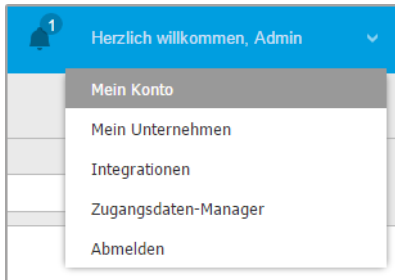 1
Herzlich willkommen, Admin
Mein Konto
Mein Unternehmen
Integrationen
Zugangsdaten-Manager
Abmelden